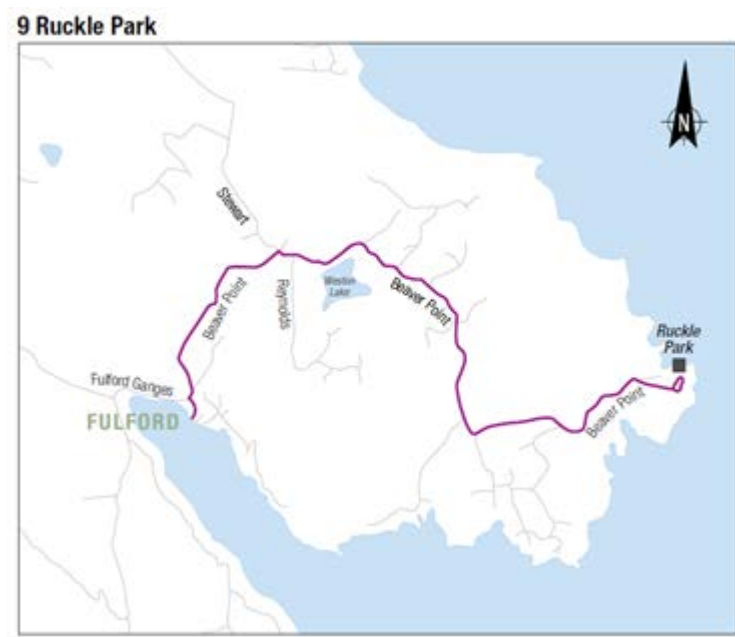 9 Ruckle Park
N
Stewart
Weston
Lake
Beaver Point
Beaver Point
Reynolds
Ruckle
Park
Fulford Ganges
Beaver Point
FULFORD